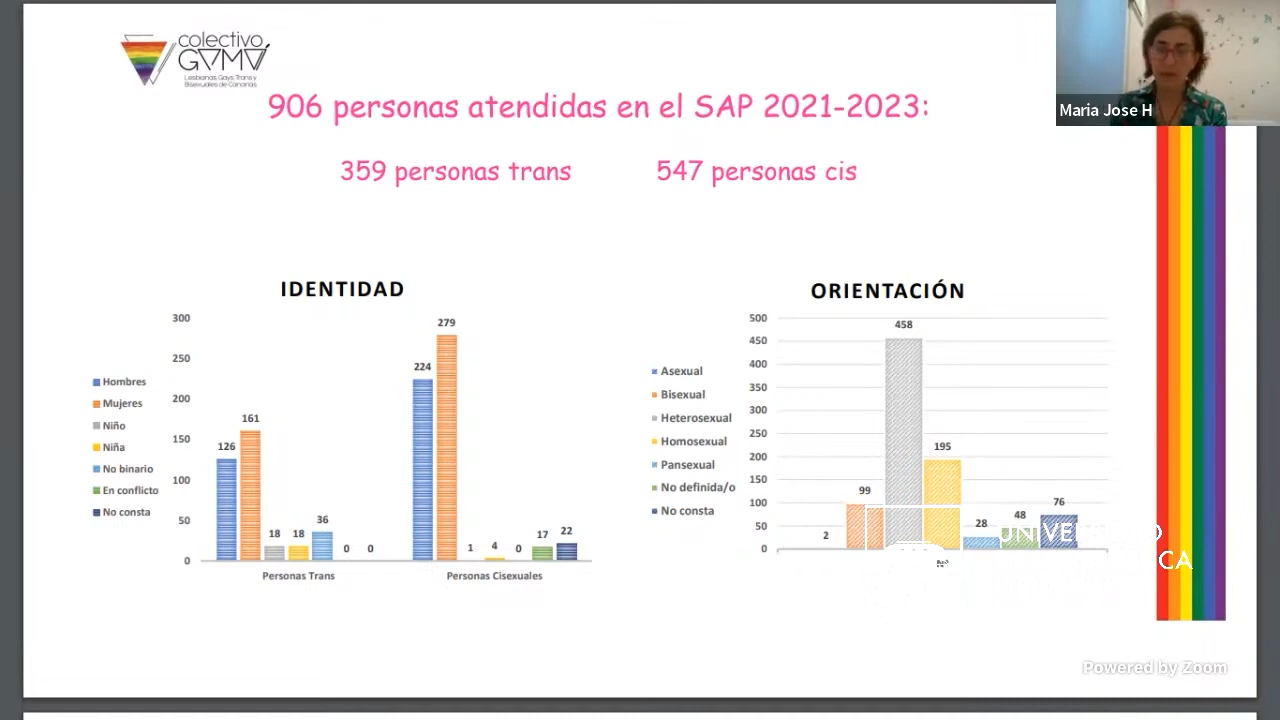 colectivo
GAMÁ
Lesbianas, Gays, Trans y
Bisexuales de Canarias
906 personas atendidas en el SAP 2021-2023:
Maria Jose H
359 personas trans 547 personas cis
IDENTIDAD
300
250
200
150
100
50
0
Hombres
Mujeres
Niño
Niña
No binario
En conflicto
No consta
126 161 18 18 36 0 0
224 279 1 4 0 17 22
Personas Trans Personas Cisexuales
ORIENTACIÓN
500
450
400
350
300
250
200
150
100
50
0
Asexual
Bisexual
Heterosexual
Homosexual
Pansexual
No definida/o
No consta
2 99 458 195 28 48 76
Powered by Zoom